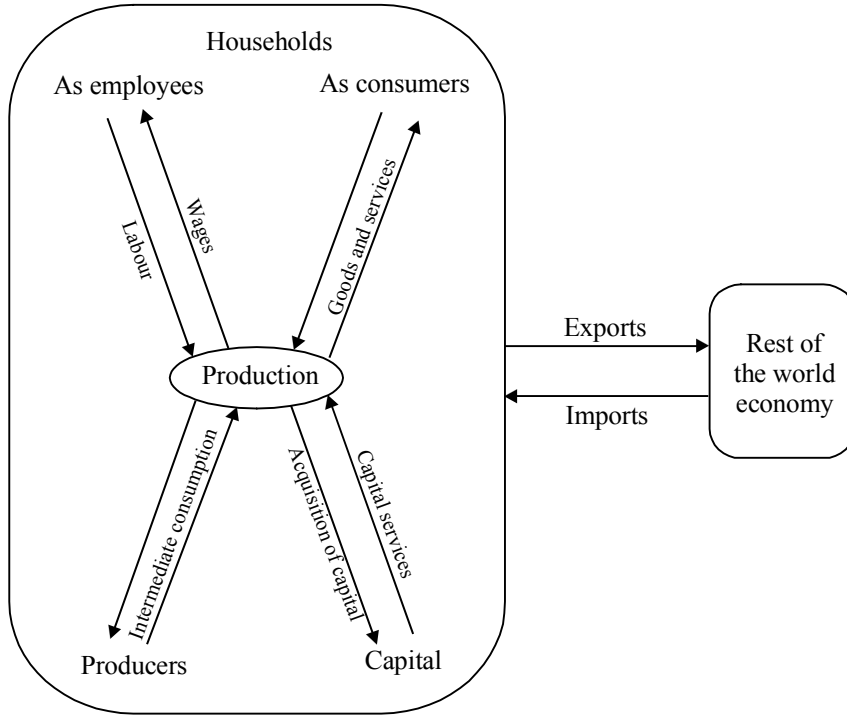 Households
As employees
As consumers
Labour
Wages
Goods and services
Production
Exports
Imports
Rest of
the world
economy
Intermediate consumption
Acquisition of capital
Capital services
Producers
Capital